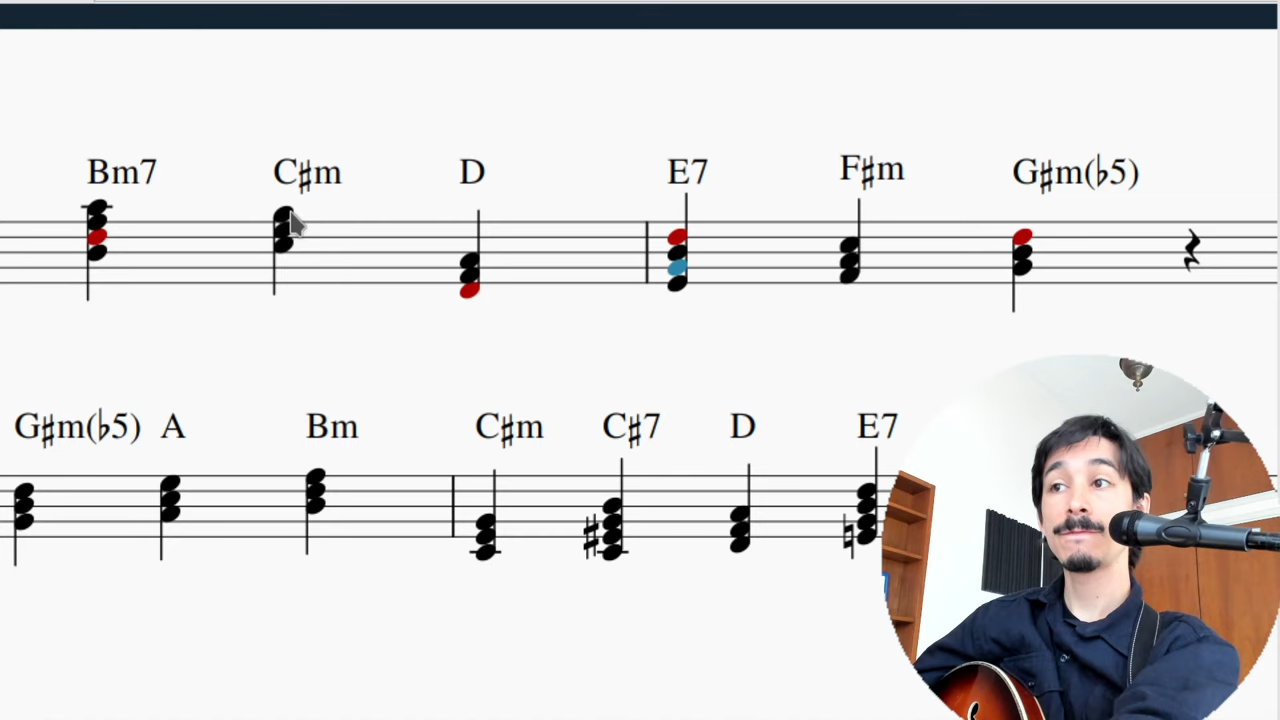 Bm7 C♯m D E7 F♯m G♯m(♭5)
G♯m(♭5) A Bm C♯m C♯7 D E7